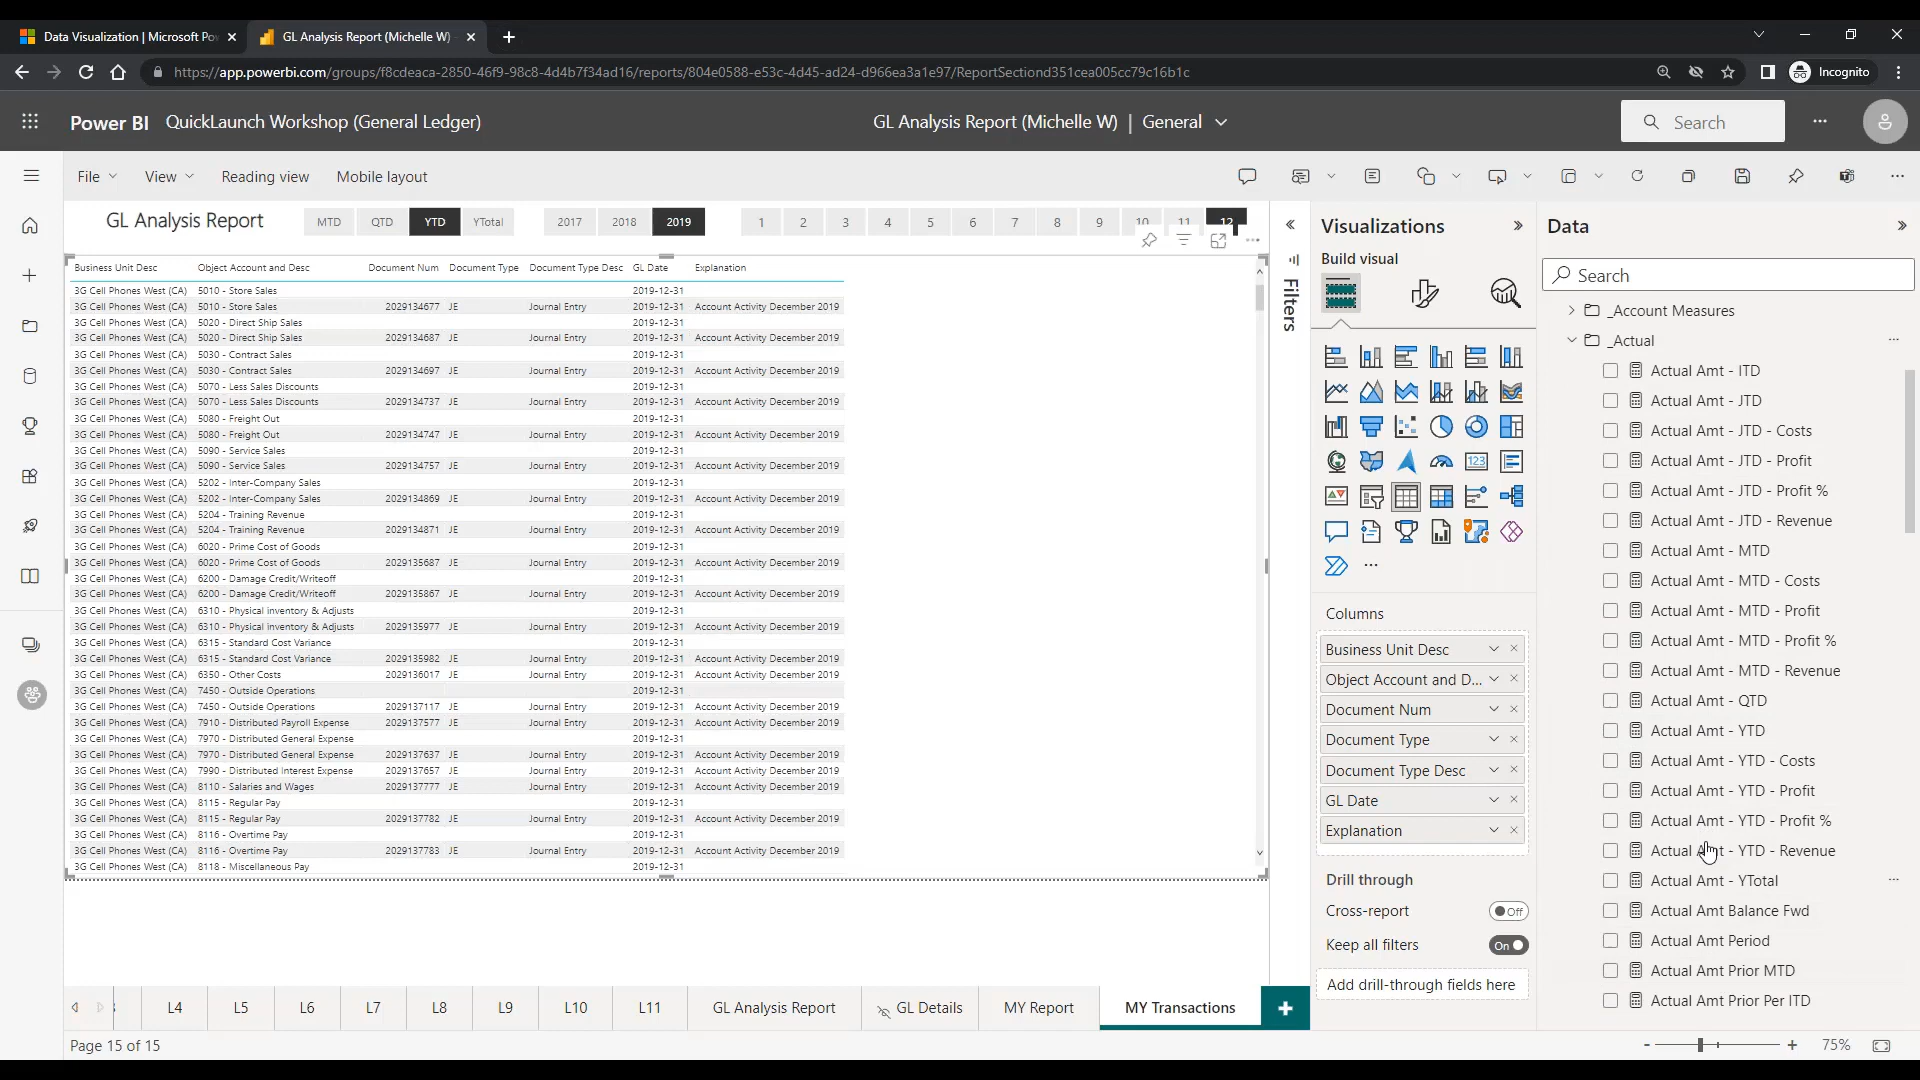 Data Visualization | Microsoft Po
GL Analysis Report (Michelle W)
https://app.powerbi.com/groups/f8cdeaca-2850-46f9-98c8-4d4b7f34ad16/reports/804e0588-e53c-4d45-ad24-d966ea3a1e97/ReportSectiond351cea005cc79c16b1c
Incognito
Power BI QuickLaunch Workshop (General Ledger)
GL Analysis Report (Michelle W) | General
Search
File View Reading view Mobile layout
GL Analysis Report
MTD QTD YTD YTotal
2017 2018 2019
1 2 3 4 5 6 7 8 9 10 11 12
Business Unit Desc Object Account and Desc Document Num Document Type Document Type Desc GL Date Explanation
3G Cell Phones West (CA) 5010 - Store Sales 2019-12-31
3G Cell Phones West (CA) 5010 - Store Sales 2029134677 JE Journal Entry 2019-12-31 Account Activity December 2019
3G Cell Phones West (CA) 5020 - Direct Ship Sales 2019-12-31
3G Cell Phones West (CA) 5020 - Direct Ship Sales 2029134687 JE Journal Entry 2019-12-31 Account Activity December 2019
3G Cell Phones West (CA) 5030 - Contract Sales 2019-12-31
3G Cell Phones West (CA) 5030 - Contract Sales 2029134697 JE Journal Entry 2019-12-31 Account Activity December 2019
3G Cell Phones West (CA) 5070 - Less Sales Discounts 2019-12-31
3G Cell Phones West (CA) 5070 - Less Sales Discounts 2029134737 JE Journal Entry 2019-12-31 Account Activity December 2019
3G Cell Phones West (CA) 5080 - Freight Out 2019-12-31
3G Cell Phones West (CA) 5080 - Freight Out 2029134747 JE Journal Entry 2019-12-31 Account Activity December 2019
3G Cell Phones West (CA) 5090 - Service Sales 2019-12-31
3G Cell Phones West (CA) 5090 - Service Sales 2029134757 JE Journal Entry 2019-12-31 Account Activity December 2019
3G Cell Phones West (CA) 5202 - Inter-Company Sales 2019-12-31
3G Cell Phones West (CA) 5202 - Inter-Company Sales 2029134869 JE Journal Entry 2019-12-31 Account Activity December 2019
3G Cell Phones West (CA) 5204 - Training Revenue 2019-12-31
3G Cell Phones West (CA) 5204 - Training Revenue 2029134871 JE Journal Entry 2019-12-31 Account Activity December 2019
3G Cell Phones West (CA) 6020 - Prime Cost of Goods 2019-12-31
3G Cell Phones West (CA) 6020 - Prime Cost of Goods 2029135687 JE Journal Entry 2019-12-31 Account Activity December 2019
3G Cell Phones West (CA) 6200 - Damage Credit/Writeoff 2019-12-31
3G Cell Phones West (CA) 6200 - Damage Credit/Writeoff 2029135867 JE Journal Entry 2019-12-31 Account Activity December 2019
3G Cell Phones West (CA) 6310 - Physical inventory & Adjusts 2019-12-31
3G Cell Phones West (CA) 6310 - Physical inventory & Adjusts 2029135977 JE Journal Entry 2019-12-31 Account Activity December 2019
3G Cell Phones West (CA) 6315 - Standard Cost Variance 2019-12-31
3G Cell Phones West (CA) 6315 - Standard Cost Variance 2029135982 JE Journal Entry 2019-12-31 Account Activity December 2019
3G Cell Phones West (CA) 6350 - Other Costs 2029136017 JE Journal Entry 2019-12-31 Account Activity December 2019
3G Cell Phones West (CA) 7450 - Outside Operations 2019-12-31
3G Cell Phones West (CA) 7450 - Outside Operations 2029137117 JE Journal Entry 2019-12-31 Account Activity December 2019
3G Cell Phones West (CA) 7910 - Distributed Payroll Expense 2029137577 JE Journal Entry 2019-12-31 Account Activity December 2019
3G Cell Phones West (CA) 7970 - Distributed General Expense 2019-12-31
3G Cell Phones West (CA) 7970 - Distributed General Expense 2029137637 JE Journal Entry 2019-12-31 Account Activity December 2019
3G Cell Phones West (CA) 7990 - Distributed Interest Expense 2029137657 JE Journal Entry 2019-12-31 Account Activity December 2019
3G Cell Phones West (CA) 8110 - Salaries and Wages 2029137777 JE Journal Entry 2019-12-31 Account Activity December 2019
3G Cell Phones West (CA) 8115 - Regular Pay 2019-12-31
3G Cell Phones West (CA) 8115 - Regular Pay 2029137782 JE Journal Entry 2019-12-31 Account Activity December 2019
3G Cell Phones West (CA) 8116 - Overtime Pay 2019-12-31
3G Cell Phones West (CA) 8116 - Overtime Pay 2029137783 JE Journal Entry 2019-12-31 Account Activity December 2019
3G Cell Phones West (CA) 8118 - Miscellaneous Pay 2019-12-31
Filters
Visualizations
Build visual
123
Columns
Business Unit Desc
Object Account and D...
Document Num
Document Type
Document Type Desc
GL Date
Explanation
Drill through
Cross-report Off
Keep all filters On
Add drill-through fields here
Data
Search
_Account Measures
_Actual
Actual Amt - ITD
Actual Amt - JTD
Actual Amt - JTD - Costs
Actual Amt - JTD - Profit
Actual Amt - JTD - Profit %
Actual Amt - JTD - Revenue
Actual Amt - MTD
Actual Amt - MTD - Costs
Actual Amt - MTD - Profit
Actual Amt - MTD - Profit %
Actual Amt - MTD - Revenue
Actual Amt - QTD
Actual Amt - YTD
Actual Amt - YTD - Costs
Actual Amt - YTD - Profit
Actual Amt - YTD - Profit %
Actual Amt - YTD - Revenue
Actual Amt - YTotal
Actual Amt Balance Fwd
Actual Amt Period
Actual Amt Prior MTD
Actual Amt Prior Per ITD
L4 L5 L6 L7 L8 L9 L10 L11 GL Analysis Report GL Details MY Report MY Transactions
Page 15 of 15
- + 75%